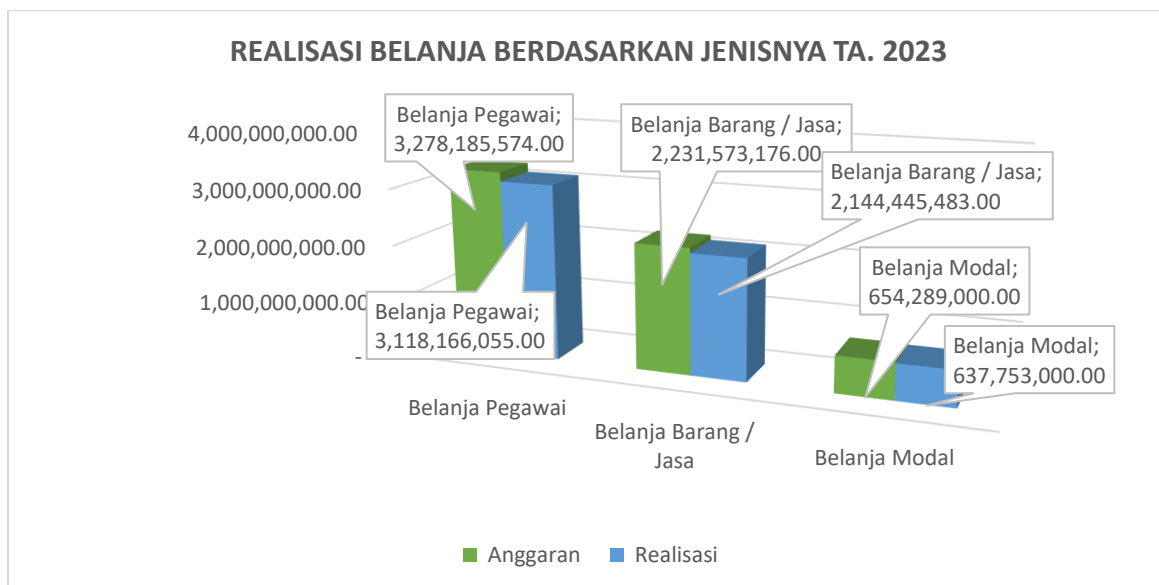 REALISASI BELANJA BERDASARKAN JENISNYA TA. 2023
4,000,000,000.00
3,000,000,000.00
2,000,000,000.00
1,000,000,000.00
-
Belanja Pegawai;
3,278,185,574.00
Belanja Pegawai;
3,118,166,055.00
Belanja Barang / Jasa;
2,231,573,176.00
Belanja Barang / Jasa;
2,144,445,483.00
Belanja Modal;
654,289,000.00
Belanja Modal;
637,753,000.00
Belanja Pegawai
Belanja Barang /
Jasa
Belanja Modal
Anggaran
Realisasi